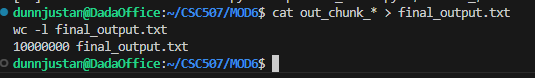 dunnjustan@DadaOffice:~/CSC507/MOD6$ cat out_chunk_* > final_output.txt
wc -l final_output.txt
10000000 final_output.txt
dunnjustan@DadaOffice:~/CSC507/MOD6$